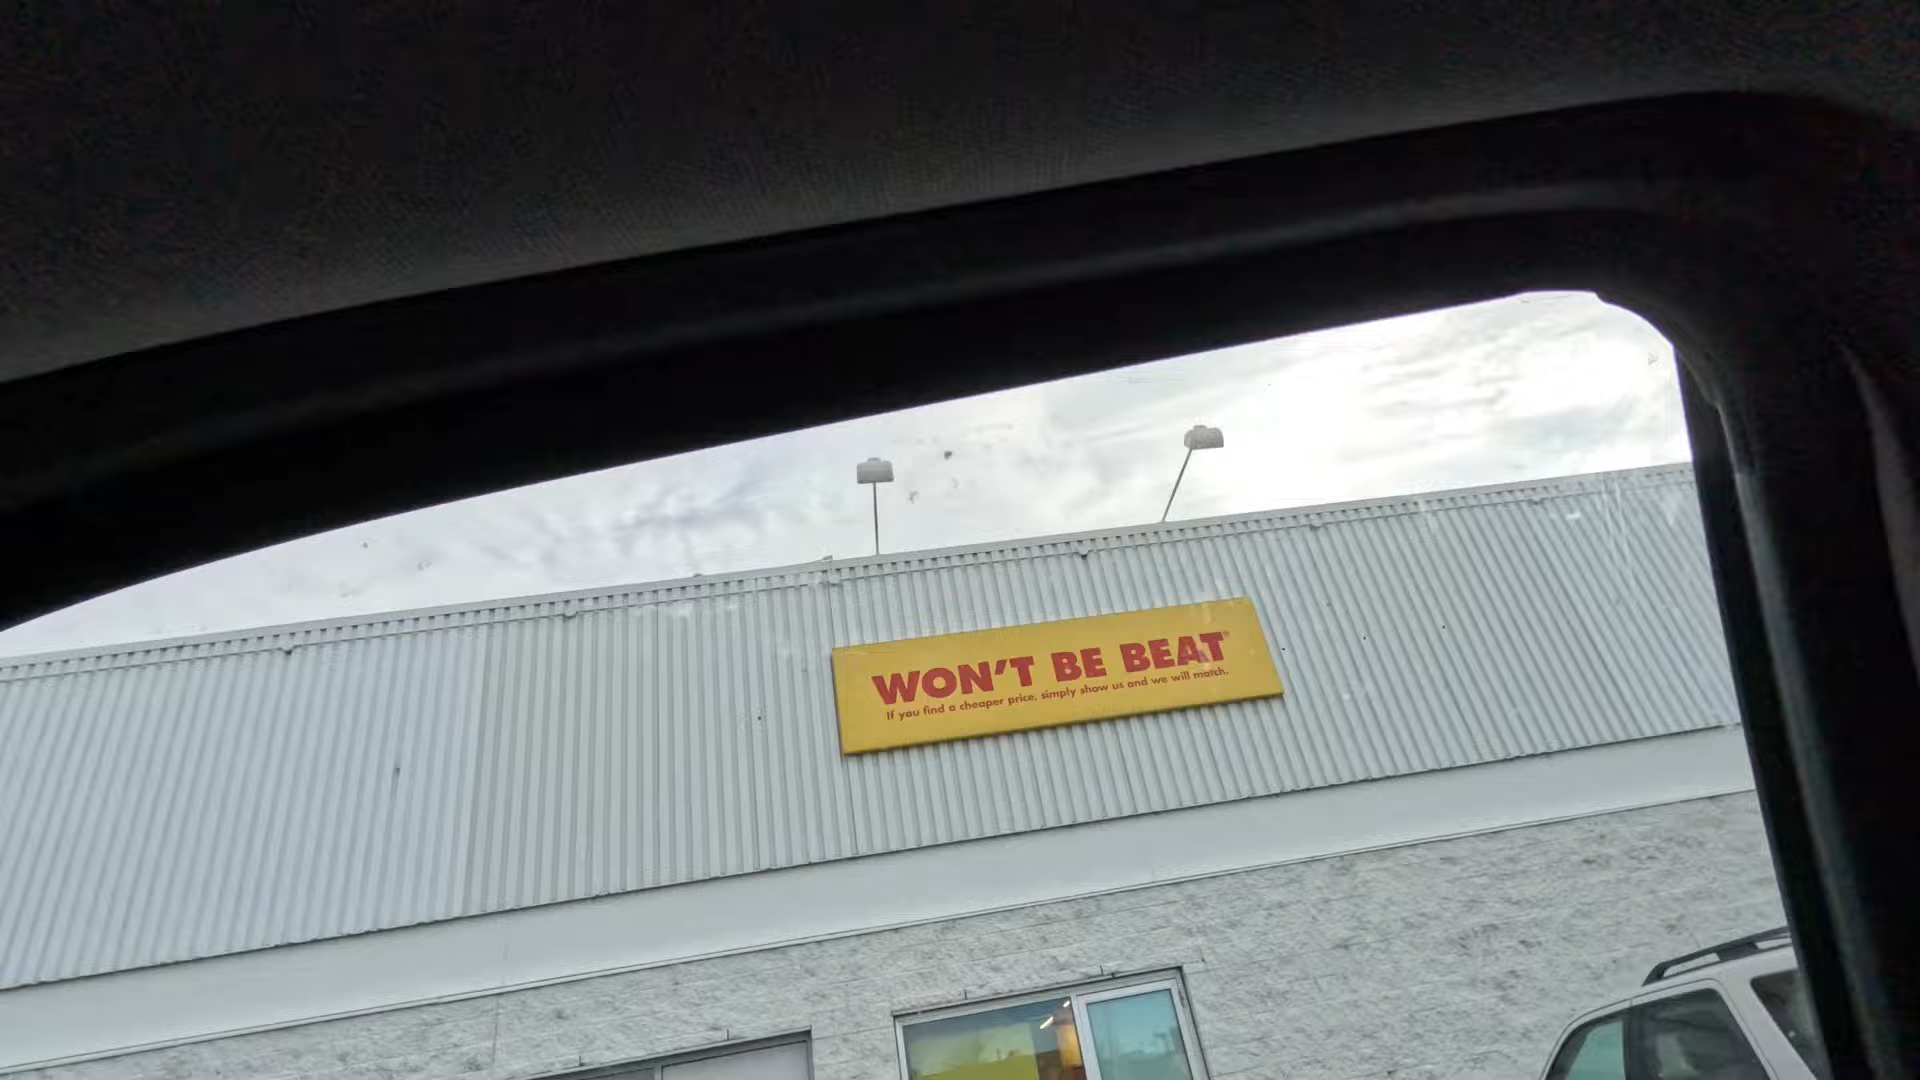 WON'T BE BEAT®
If you find a cheaper price, simply show us and we will match.